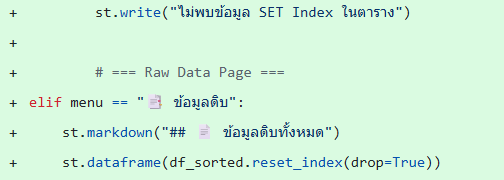 +         st.write("ไม่พบข้อมูล SET Index ในตาราง")
+
+         # === Raw Data Page ===
+ elif menu == "📑 ข้อมูลดิบ":
+     st.markdown("## 📄 ข้อมูลดิบทั้งหมด")
+     st.dataframe(df_sorted.reset_index(drop=True))